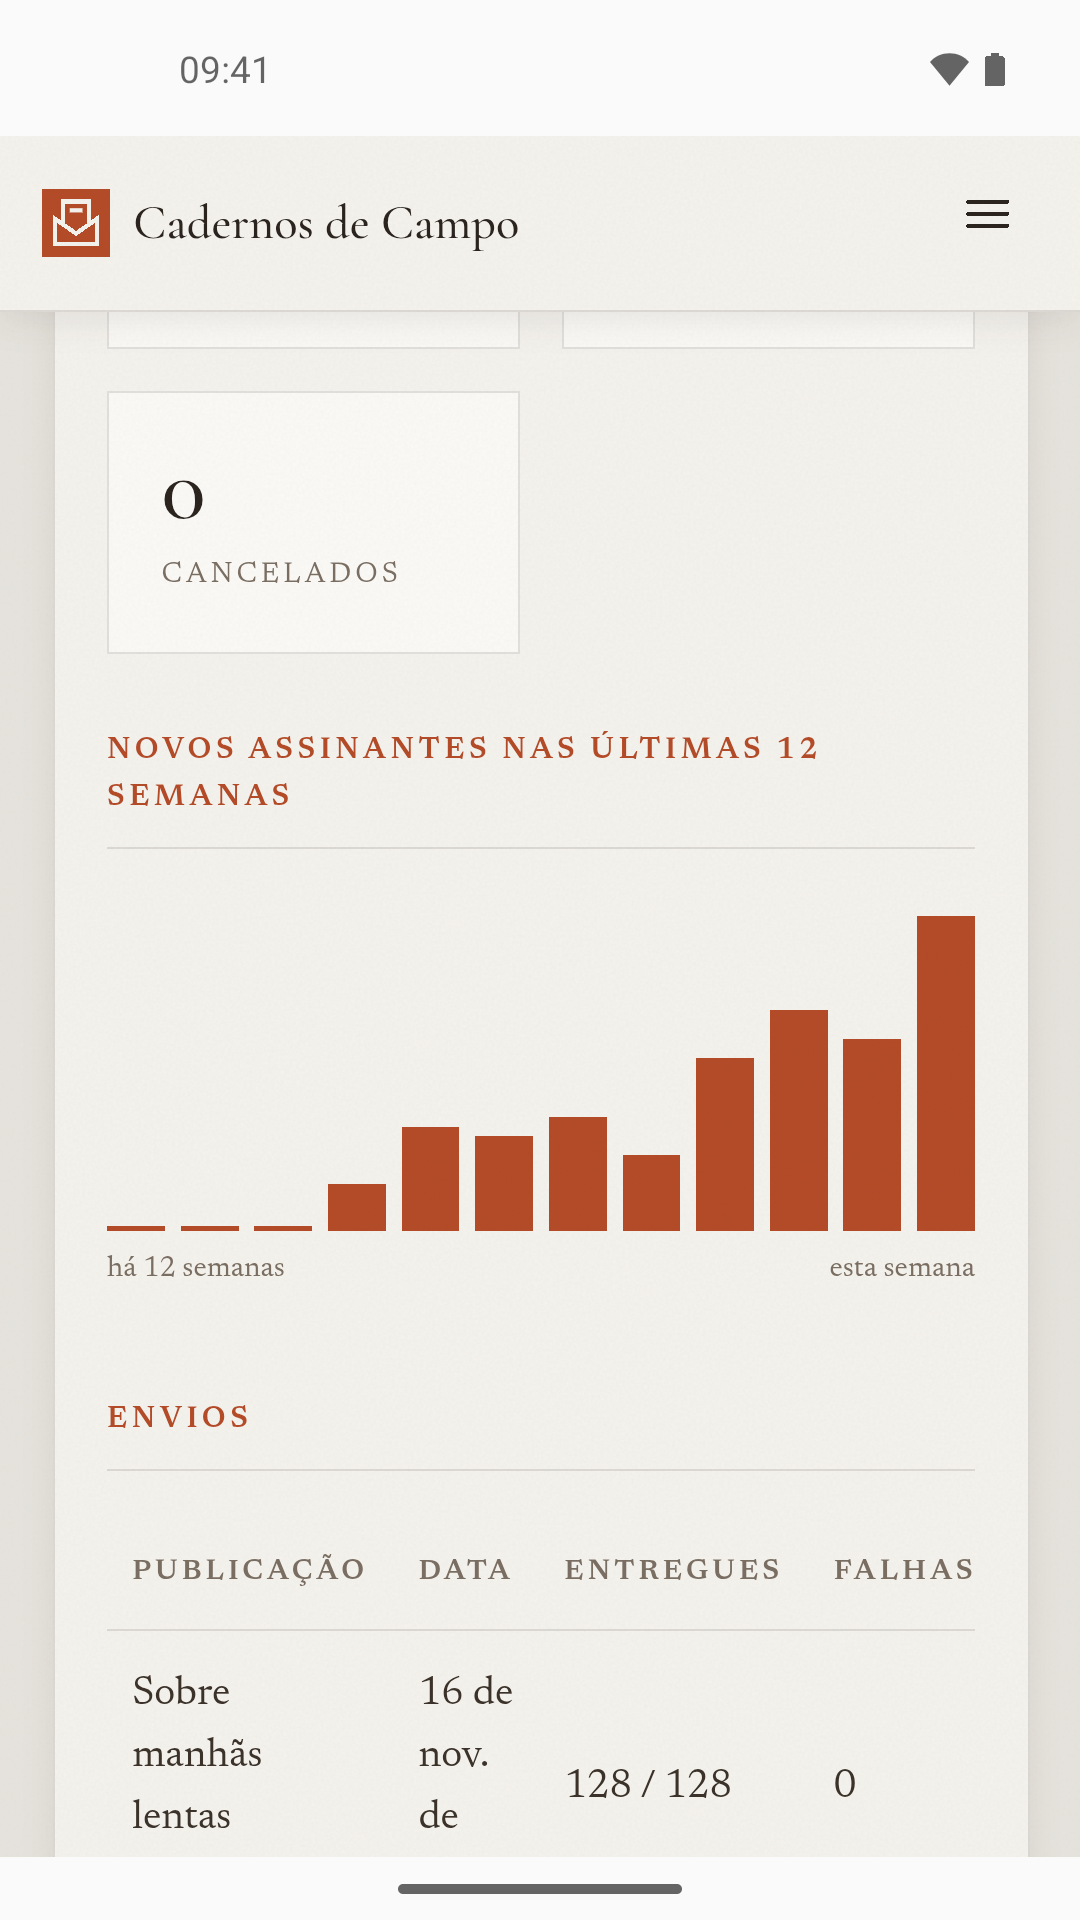 09:41
Cadernos de Campo
0
CANCELADOS
NOVOS ASSINANTES NAS ÚLTIMAS 12
SEMANAS
há 12 semanas
esta semana
ENVIOS
PUBLICAÇÃO DATA ENTREGUES FALHAS
Sobre 16 de
manhãs nov.
128 / 128 0
lentas de